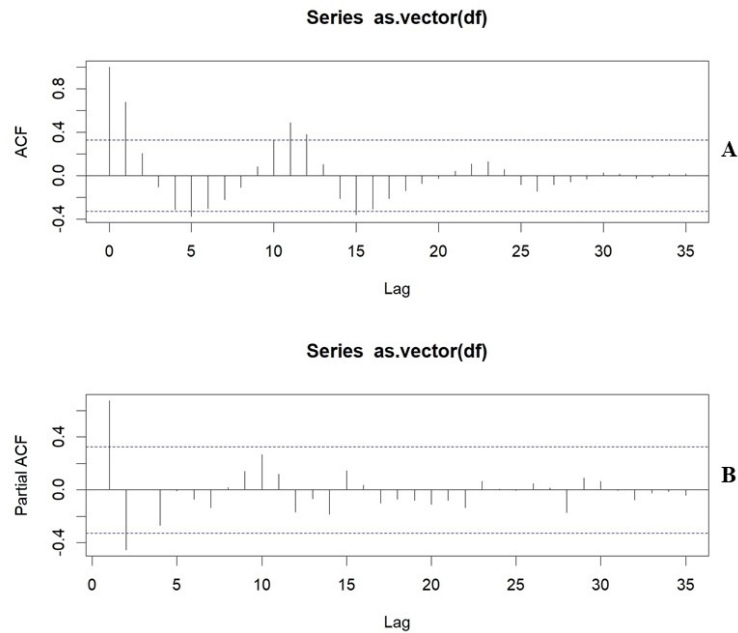 Series as.vector(df)
ACF
0.8
0.4
0.0
-0.4
0 5 10 15 20 25 30 35
Lag
A
Series as.vector(df)
Partial ACF
0.4
0.0
-0.4
0 5 10 15 20 25 30 35
Lag
B